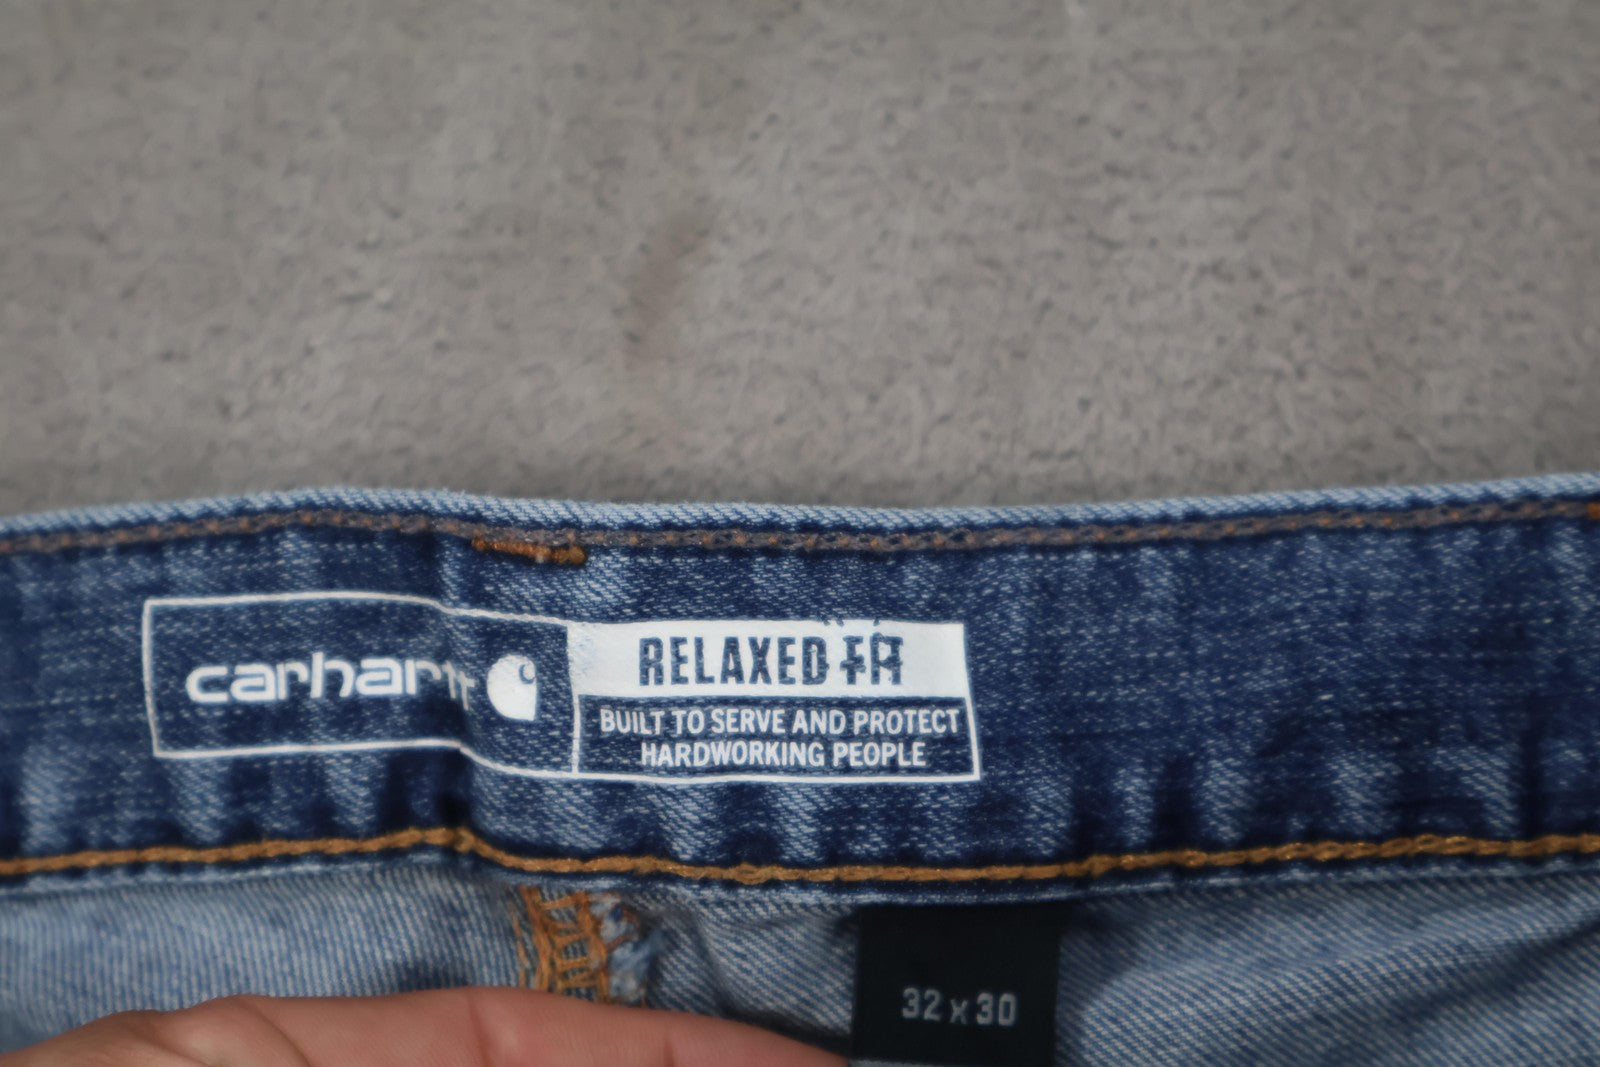 carhartt
RELAXED FIT
BUILT TO SERVE AND PROTECT
HARDWORKING PEOPLE
32 x 30